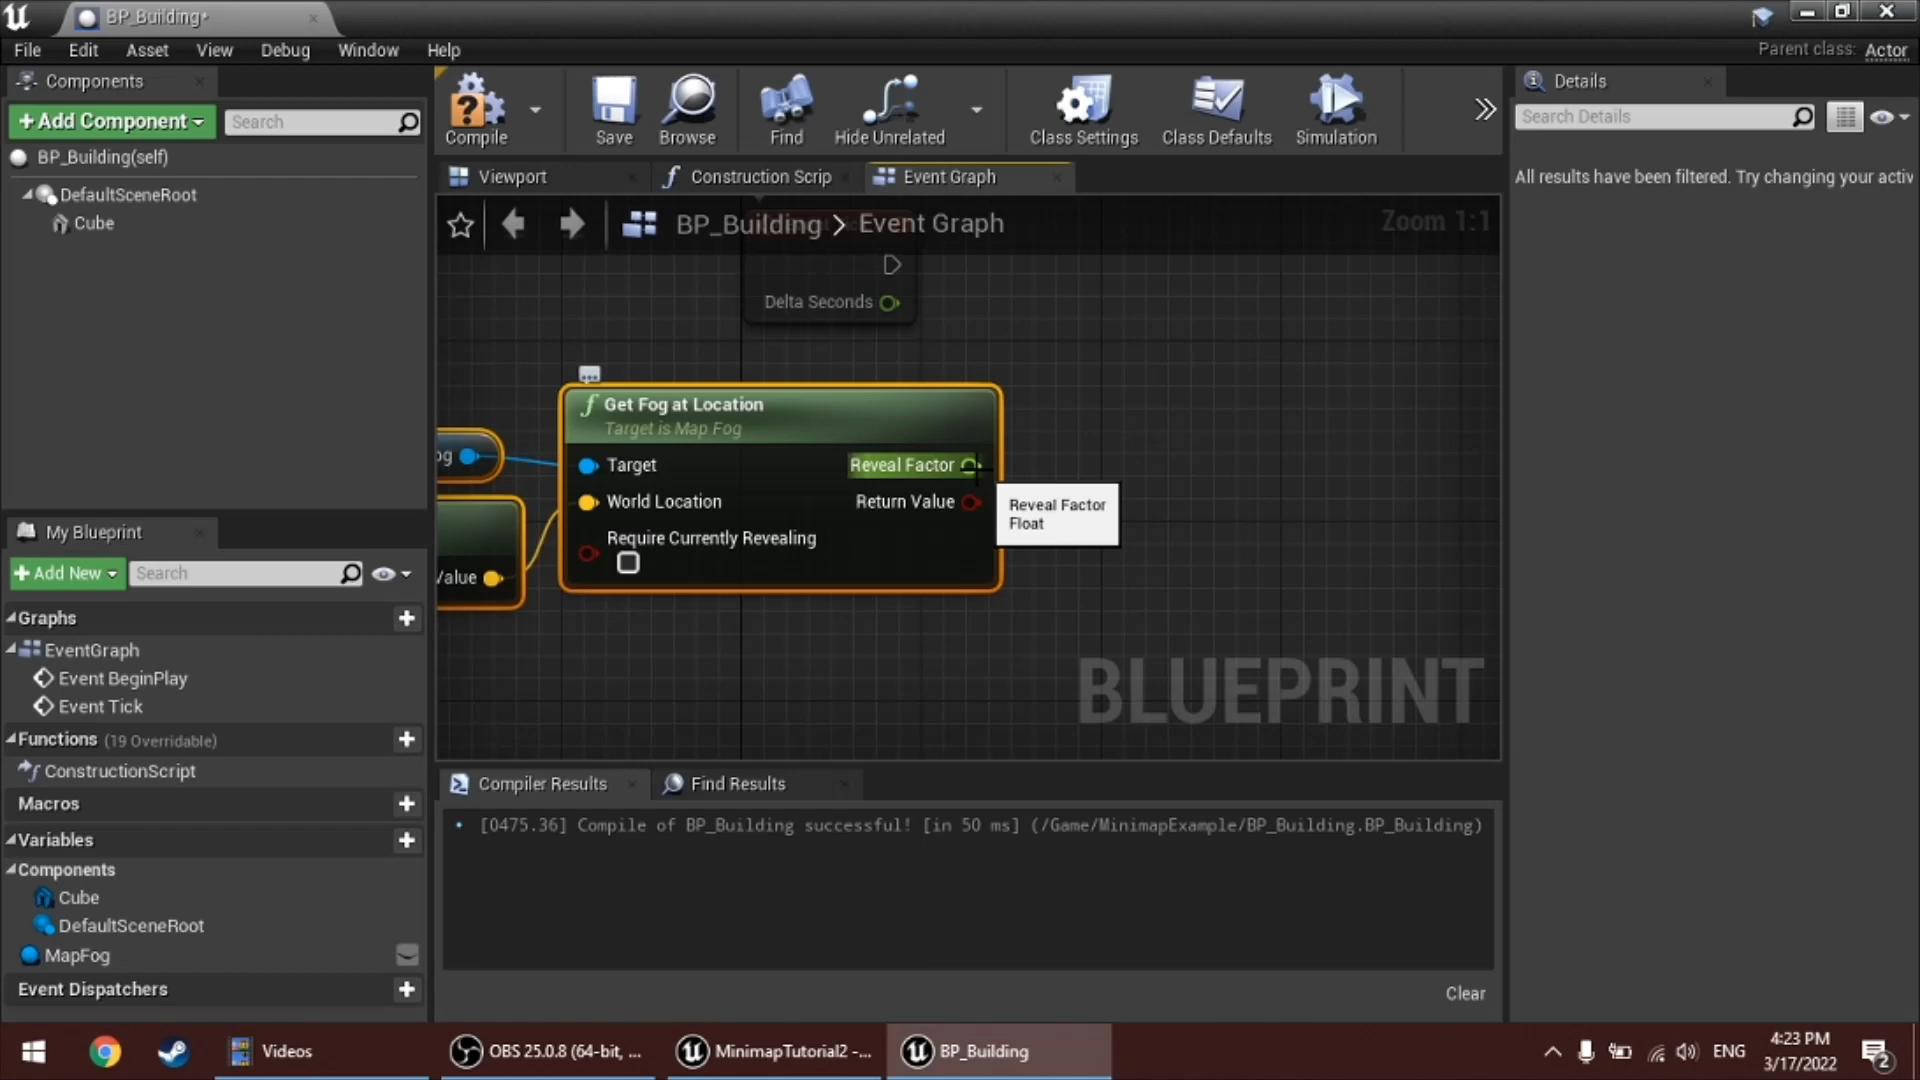 BP_Building*
File Edit Asset View Debug Window Help
Parent class: Actor
Components
+Add Component
Search
BP_Building(self)
DefaultSceneRoot
Cube
Compile
Save
Browse
Find
Hide Unrelated
Class Settings
Class Defaults
Simulation
Details
Search Details
All results have been filtered. Try changing your activ
Viewport
Construction Scrip
Event Graph
BP_Building > Event Graph
Zoom 1:1
Delta Seconds
Get Fog at Location
Target is Map Fog
og
Target
Reveal Factor
World Location
Return Value
Require Currently Revealing
Value
Reveal Factor
Float
BLUEPRINT
My Blueprint
+Add New
Search
Graphs
EventGraph
Event BeginPlay
Event Tick
Functions (19 Overridable)
ConstructionScript
Macros
Variables
Components
Cube
DefaultSceneRoot
MapFog
Event Dispatchers
Compiler Results
Find Results
[0475.36] Compile of BP_Building successful! [in 50 ms] (/Game/MinimapExample/BP_Building.BP_Building)
Clear
Videos
OBS 25.0.8 (64-bit, ...
MinimapTutorial2 -...
BP_Building
ENG
4:23 PM
3/17/2022
2